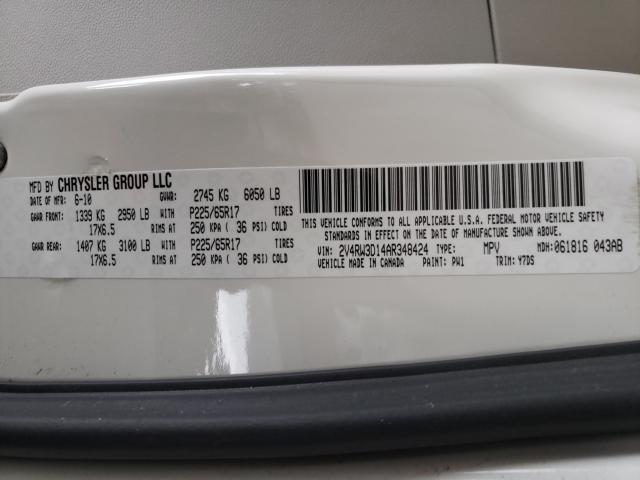 MFD BY CHRYSLER GROUP LLC
DATE OF MFR: 6-10 GVWR: 2745 KG 6050 LB
GAWR FRONT: 1339 KG 2950 LB WITH P225/65R17 TIRES
17X6.5 RIMS AT 250 KPA ( 36 PSI) COLD
GAWR REAR: 1407 KG 3100 LB WITH P225/65R17 TIRES
17X6.5 RIMS AT 250 KPA ( 36 PSI) COLD
THIS VEHICLE CONFORMS TO ALL APPLICABLE U.S.A. FEDERAL MOTOR VEHICLE SAFETY
STANDARDS IN EFFECT ON THE DATE OF MANUFACTURE SHOWN ABOVE.
VIN: 2V4RW3D14AR348424 TYPE: MPV MDH: 061816 043AB
VEHICLE MADE IN CANADA PAINT: PW1 TRIM: Y7DS